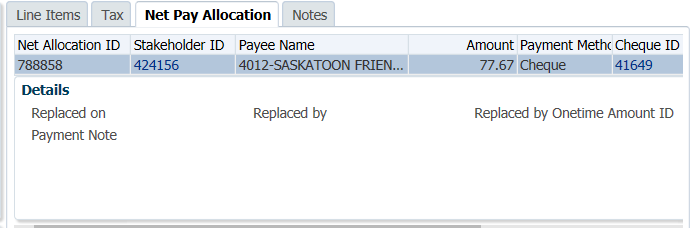 Line Items Tax Net Pay Allocation Notes
Net Allocation ID Stakeholder ID Payee Name Amount Payment Metho Cheque ID
788858 424156 4012-SASKATOON FRIEN... 77.67 Cheque 41649
Details
Replaced on Replaced by Replaced by Onetime Amount ID
Payment Note